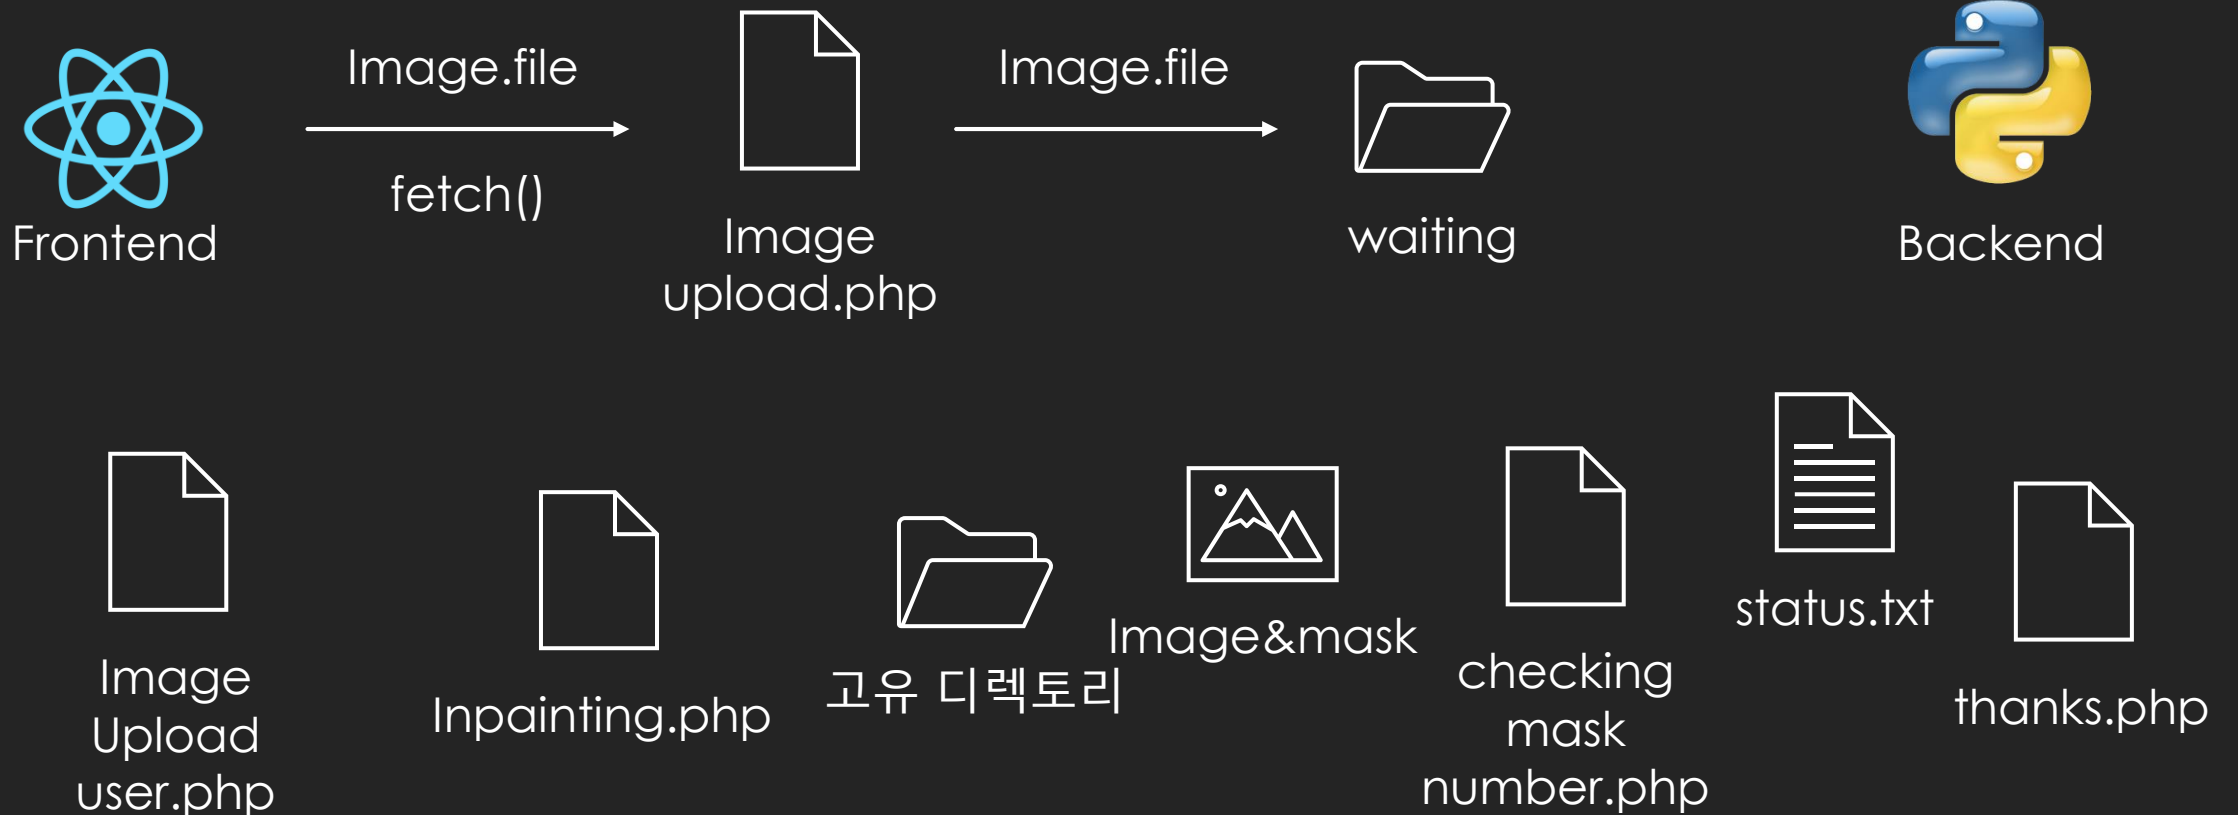 Image.file
Image.file
fetch()
Frontend
Image
upload.php
waiting
Backend
Image
Upload
user.php
Inpainting.php
고유 디렉토리
Image&mask
checking
mask
number.php
status.txt
thanks.php